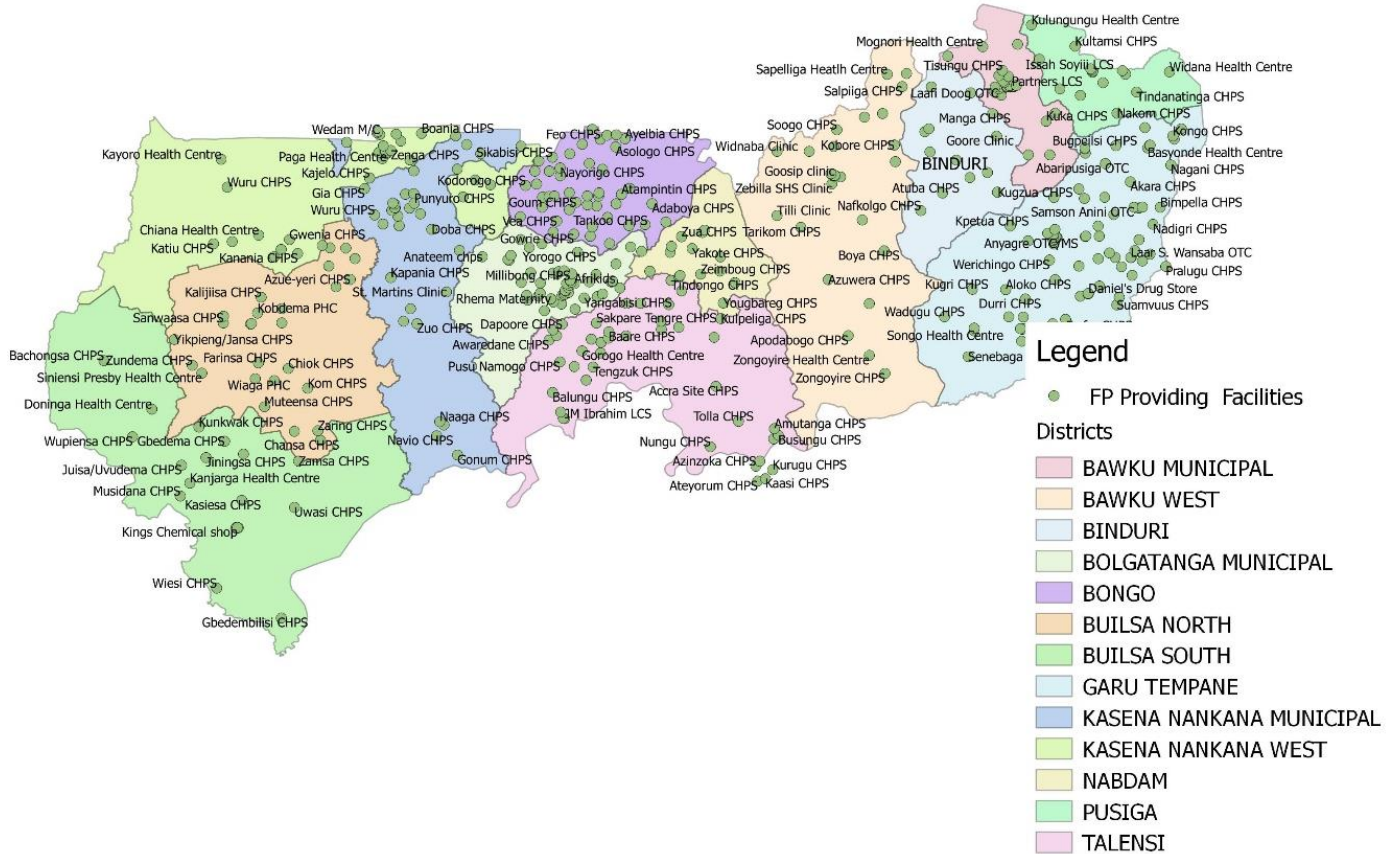 Kulungungu Health Centre
Mognori Health Centre
Kultamsi CHPS
Tisungu CHPS
Issah Soyiii LCS
Widana Health Centre
Sapelliga Heatlh Centre
Partners LCS
Salpiiga CHPS
Laafi Doog OTC
Tindanatinga CHPS
Manga CHPS
Kuka CHPS
Nakom CHPS
Soogo CHPS
Wedam M/C
Boania CHPS
Feo CHPS
Ayelbia CHPS
Goore Clinic
Bugpeilsi CHPS
Kongo CHPS
Widnaba Clinic
Kobore CHPS
Kayoro Health Centre
Paga Health Centre
Zenga CHPS
Sikabisi CHPS
Asologo CHPS
Basyonde Health Centre
BINDURI
Abaripusiga OTC
Nagani CHPS
Kajelo CHPS
Nayorigo CHPS
Goosip clinic
Wuru CHPS
Kodorogo CHPS
Zebilla SHS Clinic
Atuba CHPS
Kugzua CHPS
Akara CHPS
Gia CHPS
Punyuro CHPS
Goum CHPS
Atampintin CHPS
Wuru CHPS
Adaboya CHPS
Tilli Clinic
Nafkolgo CHPS
Samson Anini OTC
Bimpella CHPS
Vea CHPS
Tankoo CHPS
Kpetua CHPS
Chiana Health Centre
Gwenia CHPS
Doba CHPS
Zua CHPS
Tarikom CHPS
Nadigri CHPS
Katiu CHPS
Gowrie CHPS
Anyagre OTC/MS
Kanania CHPS
Anateem chps
Yorogo CHPS
Yakote CHPS
Boya CHPS
Laar S. Wansaba OTC
Werichingo CHPS
Kapania CHPS
Millibong CHPS
Afrikids
Zeimboug CHPS
Pralugu CHPS
Azue-yeri CHPS
Azuwera CHPS
Kugri CHPS
Aloko CHPS
Tindongo CHPS
Daniel's Drug Store
Kalijiisa CHPS
St. Martins Clinic
Rhema Maternity
Yarigabisi CHPS
Yougbareg CHPS
Durri CHPS
Suamvuus CHPS
Kobdema PHC
Wadugu CHPS
Sanwaasa CHPS
Dapoore CHPS
Sakpare Tengre CHPS
Kulpeliga CHPS
Zuo CHPS
Songo Health Centre
Yikpieng/Jansa CHPS
Awaredane CHPS
Baare CHPS
Apodabogo CHPS
Bachongsa CHPS
Zundema CHPS
Farinsa CHPS
Gorogo Health Centre
Zongoyire Health Centre
Senebaga
Chiok CHPS
Pusu Namogo CHPS
Siniensi Presby Health Centre
Tengzuk CHPS
Zongoyire CHPS
Wiaga PHC
Kom CHPS
Accra Site CHPS
Balungu CHPS
Doninga Health Centre
Muteensa CHPS
JM Ibrahim LCS
Tolla CHPS
Naaga CHPS
Kunkwak CHPS
Zaring CHPS
Amutanga CHPS
Wupiensa CHPS
Gbedema CHPS
Chansa CHPS
Navio CHPS
Nungu CHPS
Busungu CHPS
Jiningsa CHPS
Zamsa CHPS
Gonum CHPS
Azinzoka CHPS
Kurugu CHPS
Juisa/Uvudema CHPS
Kanjarga Health Centre
Ateyorum CHPS
Kaasi CHPS
Musidana CHPS
Kasiesa CHPS
Uwasi CHPS
Kings Chemical shop
Wiesi CHPS
Gbedembilisi CHPS
Legend
FP Providing Facilities
Districts
BAWKU MUNICIPAL
BAWKU WEST
BINDURI
BOLGATANGA MUNICIPAL
BONGO
BUILSA NORTH
BUILSA SOUTH
GARU TEMPANE
KASENA NANKANA MUNICIPAL
KASENA NANKANA WEST
NABDAM
PUSIGA
TALENSI